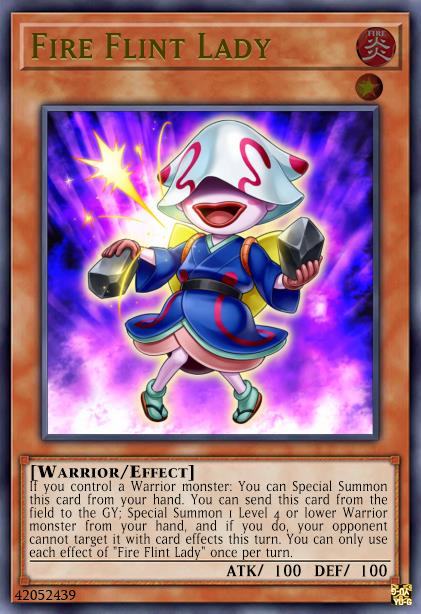 FIRE FLINT LADY
FIRE
炎
[WARRIOR/EFFECT]
If you control a Warrior monster: You can Special Summon
this card from your hand. You can send this card from the
field to the GY; Special Summon 1 Level 4 or lower Warrior
monster from your hand, and if you do, your opponent
cannot target it with card effects this turn. You can only use
each effect of "Fire Flint Lady" once per turn.
ATK/ 100 DEF/ 100
42052439